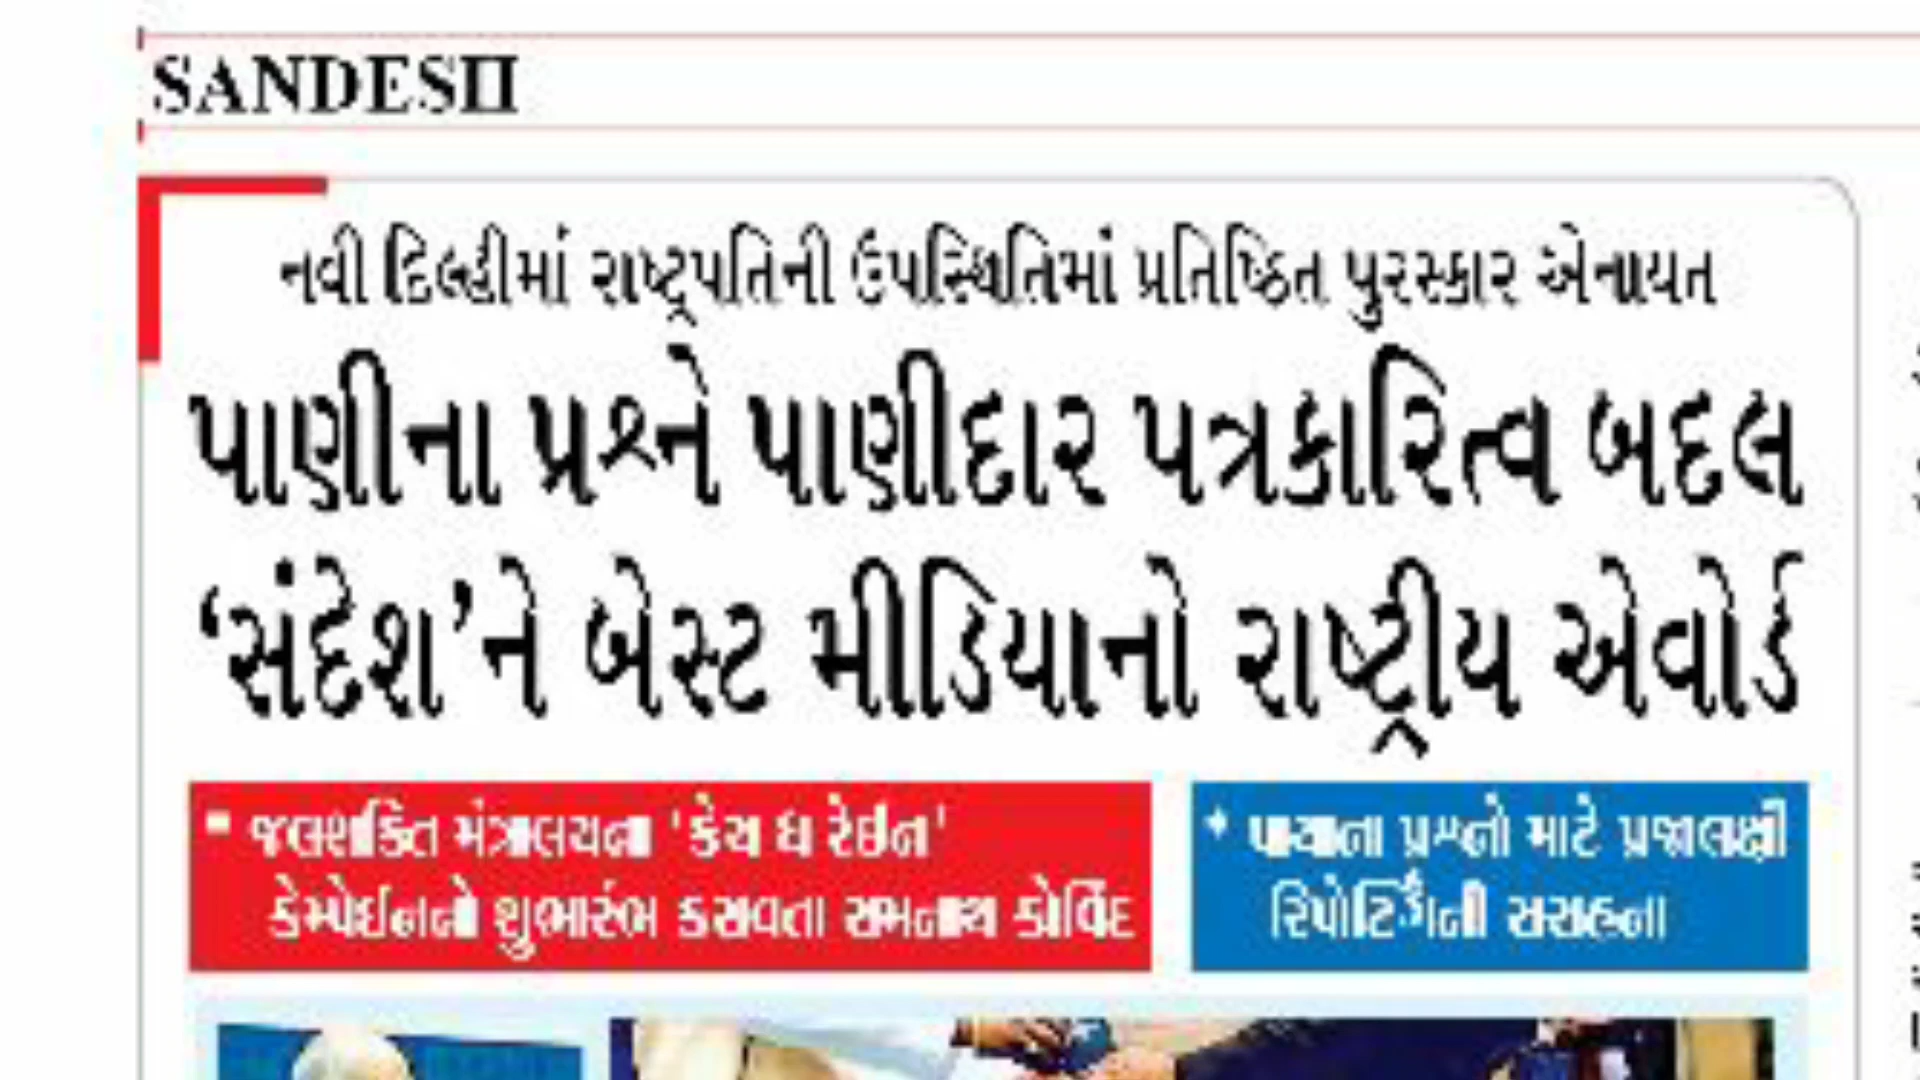 SANDESH
નવી દિલ્હીમાં રાષ્ટ્રપતિની ઉપસ્થિતિમાં પ્રતિષ્ઠિત પુરસ્કાર એનાયત
પાણીના પ્રશ્ને પાણીદાર પત્રકારિત્વ બદલ
‘સંદેશ’ને બેસ્ટ મીડિયાનો રાષ્ટ્રીય એવોર્ડ
જલશક્તિ મંત્રાલયના 'કેચ ધ રેઈન'
કેમ્પેઈનનો શુભારંભ કરાવતા રામનાથ કોવિંદ
પાયાના પ્રશ્નો માટે પ્રજાલક્ષી
રિપોર્ટિંગની સરાહના